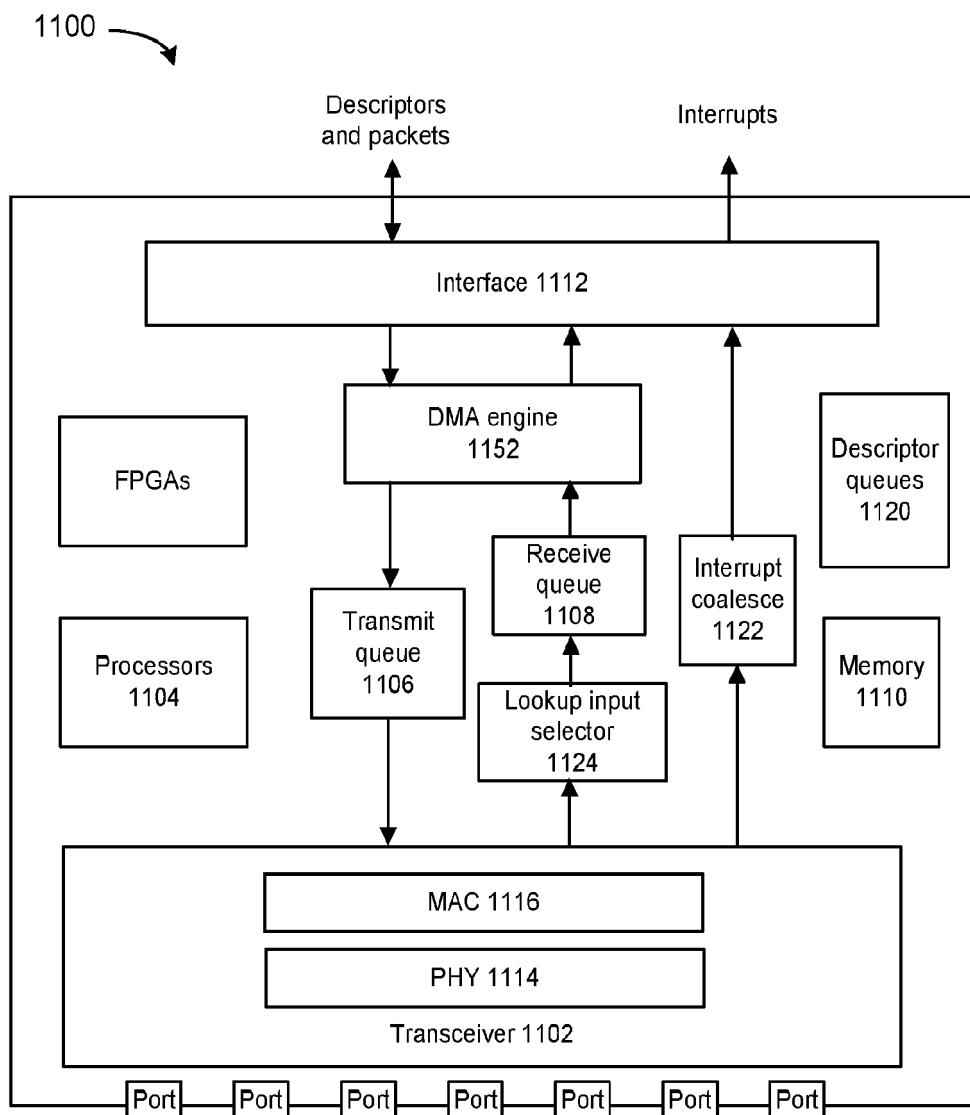 1100
Descriptors
and packets
Interrupts
Interface 1112
DMA engine
1152
FPGAs
Descriptor
queues
1120
Receive
queue
1108
Interrupt
coalesce
1122
Transmit
queue
1106
Processors
1104
Memory
1110
Lookup input
selector
1124
MAC 1116
PHY 1114
Transceiver 1102
Port Port Port Port Port Port Port